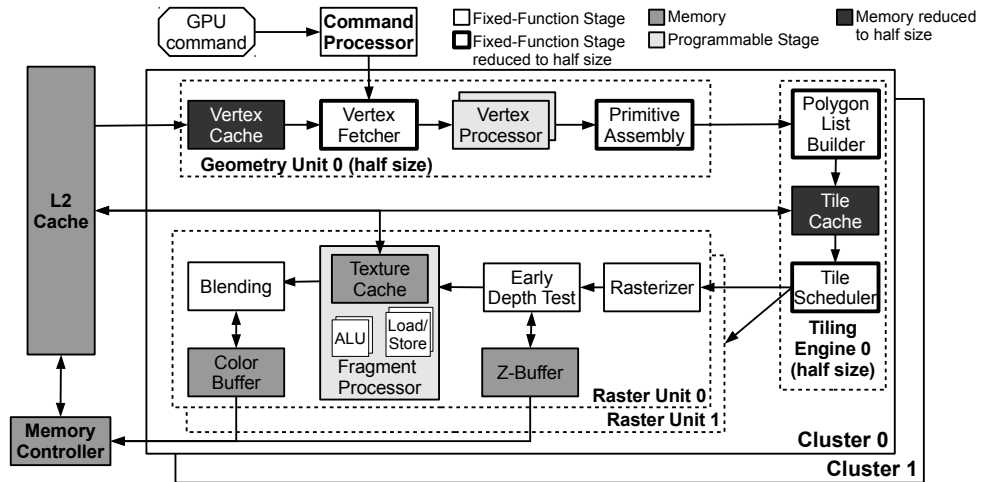 GPU
command
Command
Processor
Fixed-Function Stage
Fixed-Function Stage
reduced to half size
Memory
Programmable Stage
Memory reduced
to half size
L2
Cache
Vertex
Cache
Vertex
Fetcher
Vertex
Processor
Primitive
Assembly
Geometry Unit 0 (half size)
Polygon
List
Builder
Tile
Cache
Tile
Scheduler
Tiling
Engine 0
(half size)
Blending
Texture
Cache
ALU
Load/
Store
Fragment
Processor
Early
Depth Test
Rasterizer
Color
Buffer
Z-Buffer
Raster Unit 0
Raster Unit 1
Memory
Controller
Cluster 0
Cluster 1